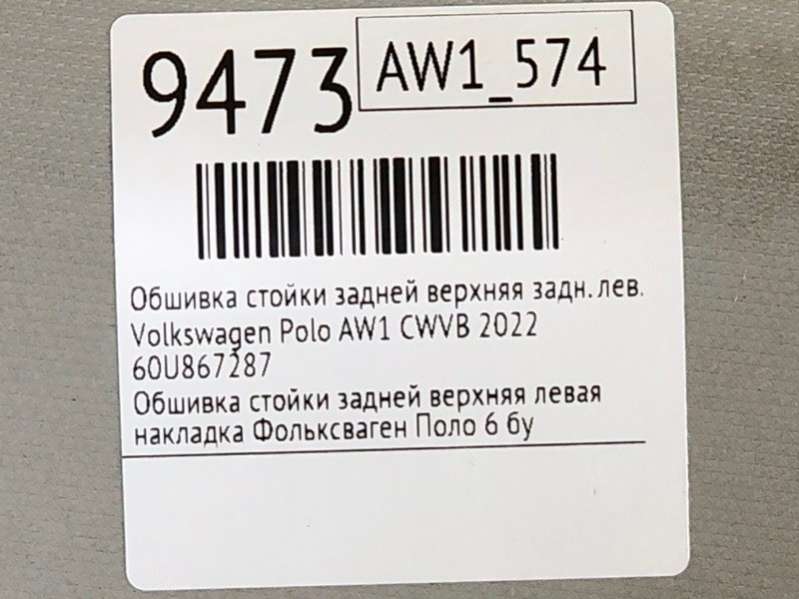 9473
AW1_574
Обшивка стойки задней верхняя задн. лев.
Volkswagen Polo AW1 CWVB 2022
60U867287
Обшивка стойки задней верхняя левая
накладка Фольксваген Поло 6 бу